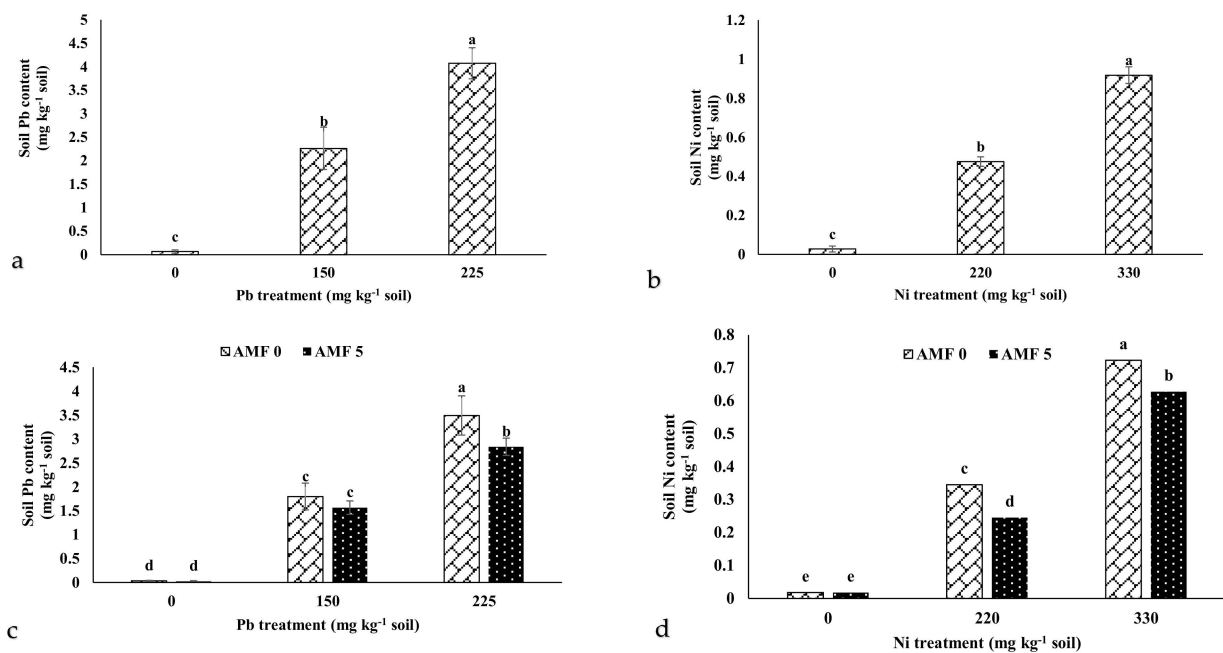 5
4.5
4
3.5
3
2.5
2
1.5
1
0.5
0
Soil Pb content
(mg kg⁻¹ soil)
c
b
a
0 150 225
Pb treatment (mg kg⁻¹ soil)
a
1.2
1
0.8
0.6
0.4
0.2
0
Soil Ni content
(mg kg⁻¹ soil)
c
b
a
0 220 330
Ni treatment (mg kg⁻¹ soil)
b
AMF 0 AMF 5
4.5
4
3.5
3
2.5
2
1.5
1
0.5
0
Soil Pb content
(mg kg⁻¹ soil)
d d
c c
a b
0 150 225
Pb treatment (mg kg⁻¹ soil)
c
AMF 0 AMF 5
0.8
0.7
0.6
0.5
0.4
0.3
0.2
0.1
0
Soil Ni content
(mg kg⁻¹ soil)
e e
c d
a b
0 220 330
Ni treatment (mg kg⁻¹ soil)
d